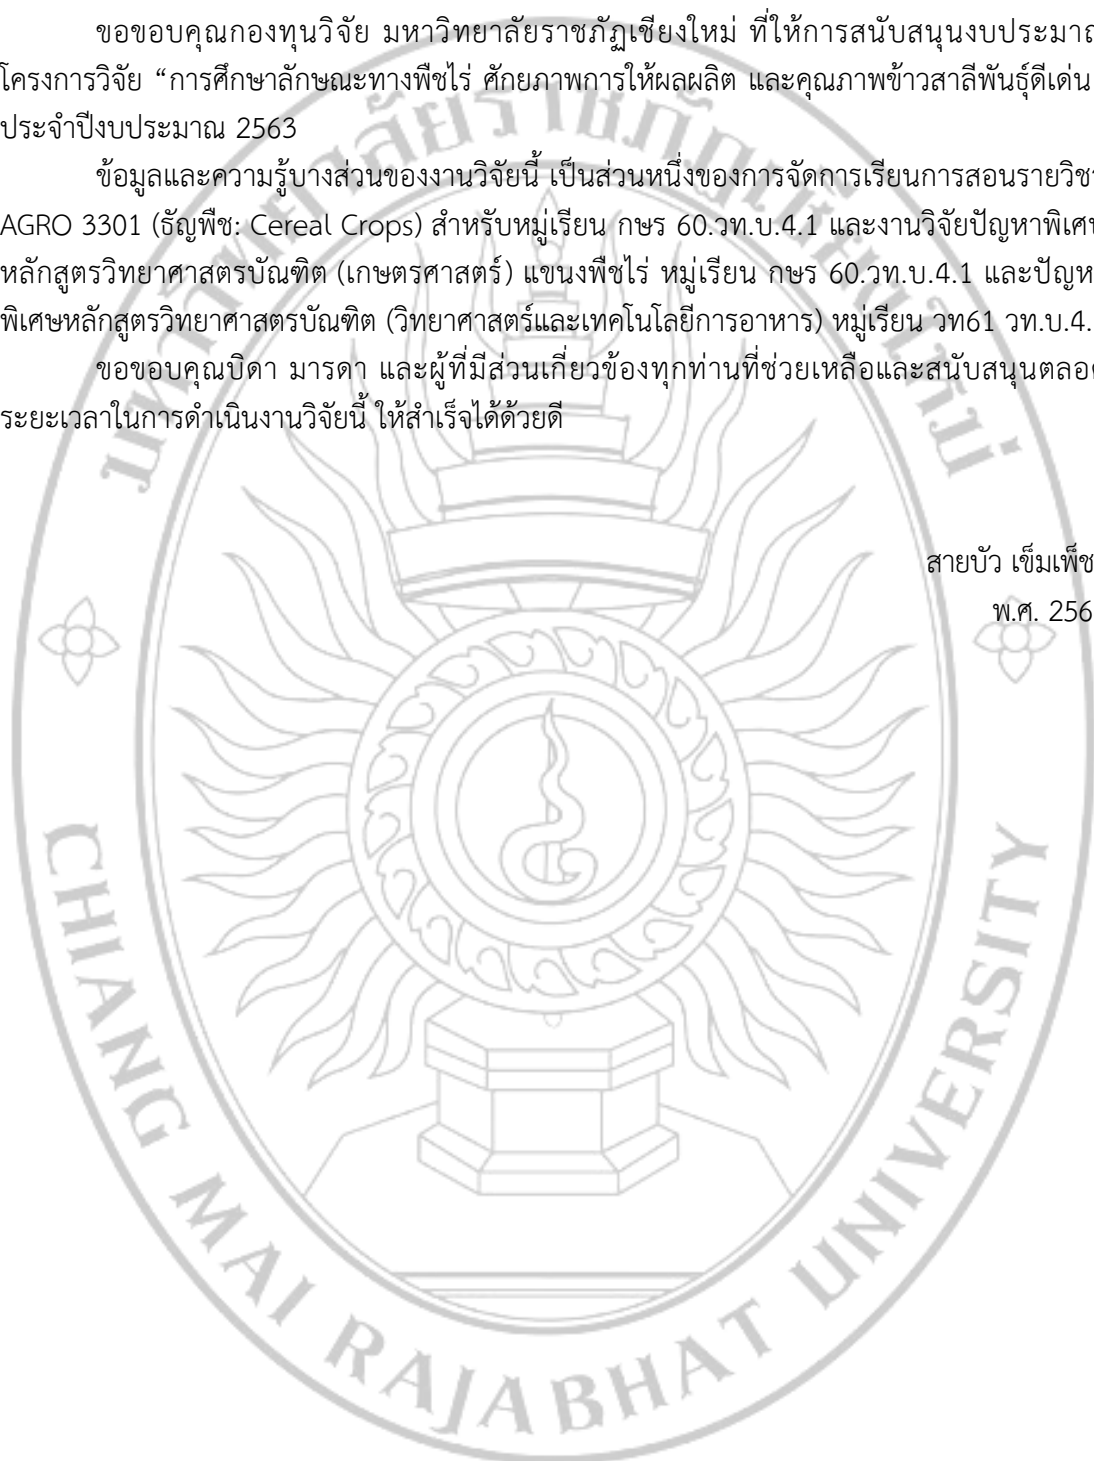 ขอขอบคุณกองทุนวิจัย มหาวิทยาลัยราชภัฏเชียงใหม่ ที่ให้การสนับสนุนงบประมาณ
โครงการวิจัย “การศึกษาลักษณะทางพืชไร่ ศักยภาพการให้ผลผลิต และคุณภาพข้าวสาลีพันธุ์ดีเด่น
ประจำปีงบประมาณ 2563
ข้อมูลและความรู้บางส่วนของงานวิจัยนี้ เป็นส่วนหนึ่งของการจัดการเรียนการสอนรายวิชา
AGRO 3301 (ธัญพืช: Cereal Crops) สำหรับหมู่เรียน กษร 60.วท.บ.4.1 และงานวิจัยปัญหาพิเศษ
หลักสูตรวิทยาศาสตรบัณฑิต (เกษตรศาสตร์) แขนงพืชไร่ หมู่เรียน กษร 60.วท.บ.4.1 และปัญห
พิเศษหลักสูตรวิทยาศาสตรบัณฑิต (วิทยาศาสตร์และเทคโนโลยีการอาหาร) หมู่เรียน วท61 วท.บ.4.
ขอขอบคุณบิดา มารดา และผู้ที่มีส่วนเกี่ยวข้องทุกท่านที่ช่วยเหลือและสนับสนุนตลอด
ระยะเวลาในการดำเนินงานวิจัยนี้ ให้สำเร็จได้ด้วยดี
สายบัว เข็มเพ็ช
พ.ศ. 256
มหาวิทยาลัยราชภัฏเชียงใหม่
CHIANG MAI RAJABHAT UNIVERSITY